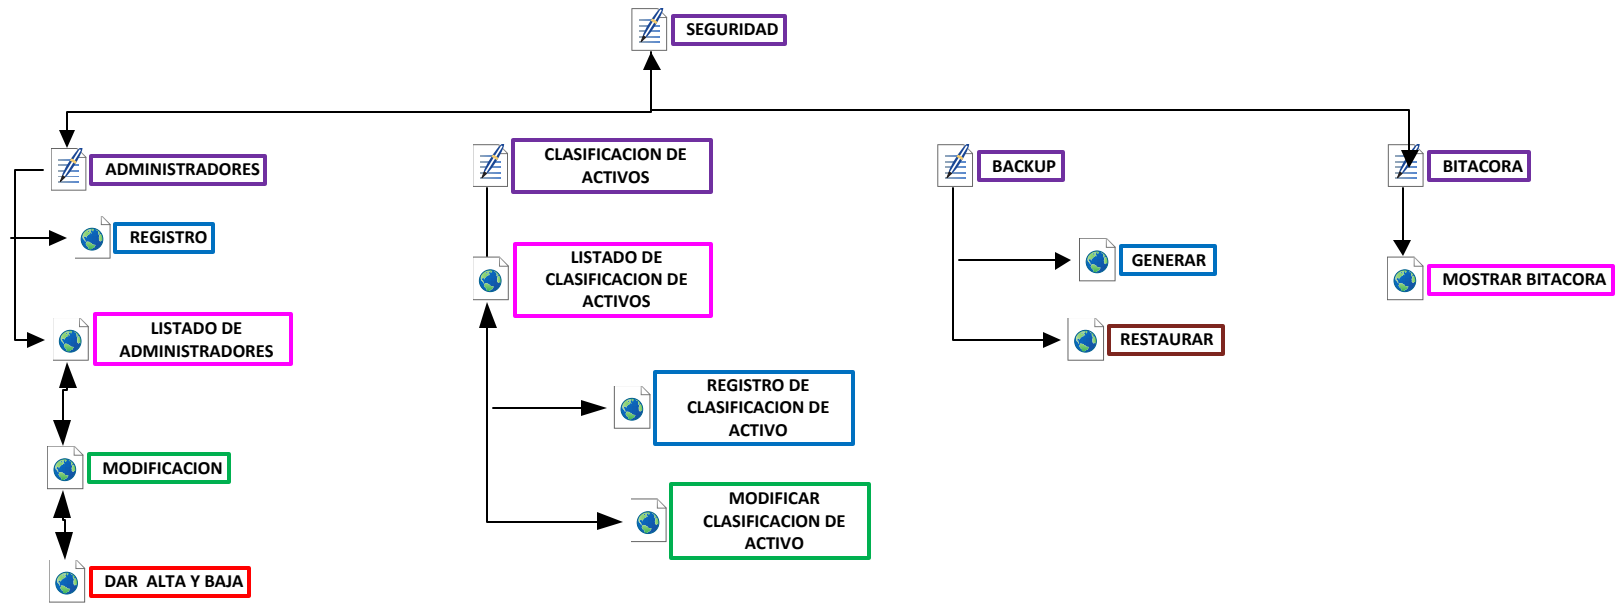 SEGURIDAD
ADMINISTRADORES
CLASIFICACION DE
ACTIVOS
BACKUP
BITACORA
REGISTRO
LISTADO DE
CLASIFICACION DE
ACTIVOS
GENERAR
MOSTRAR BITACORA
LISTADO DE
ADMINISTRADORES
RESTAURAR
REGISTRO DE
CLASIFICACION DE
ACTIVO
MODIFICACION
MODIFICAR
CLASIFICACION DE
ACTIVO
DAR  ALTA Y BAJA